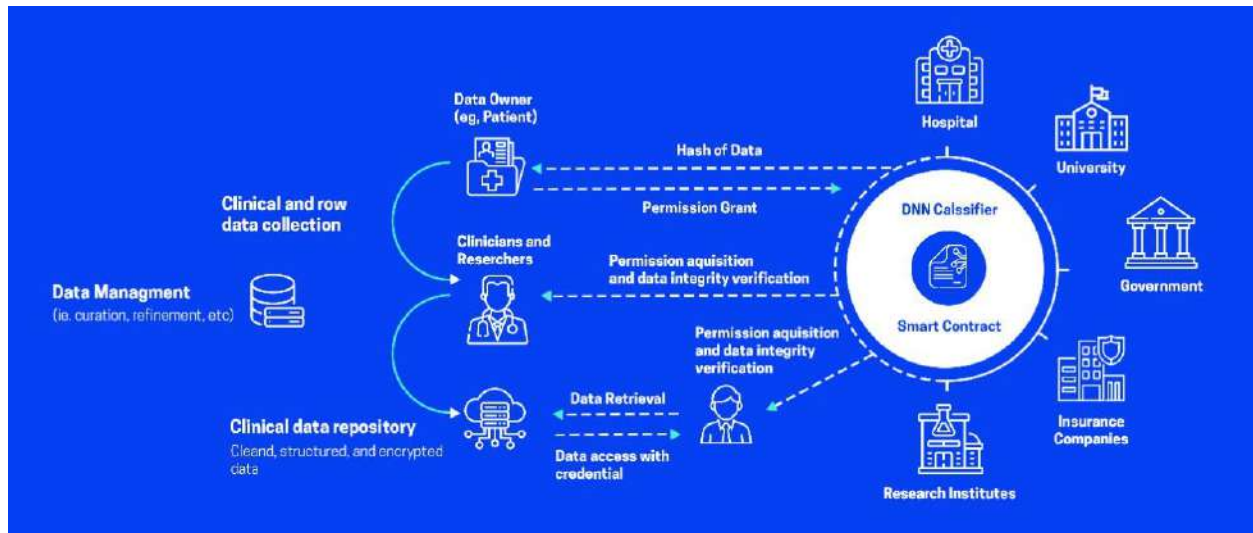 Data Owner
(eg, Patient)
Hospital
University
Hash of Data
Permission Grant
Clinical and row
data collection
DNN Calssifier
Smart Contract
Government
Clinicians and
Reserchers
Permission aquisition
and data integrity verification
Data Managment
(ie. curation, refinement, etc)
Permission aquisition
and data integrity
verification
Data Retrieval
Data access with
credential
Clinical data repository
Cleand, structured, and encrypted
data
Insurance
Companies
Research Institutes